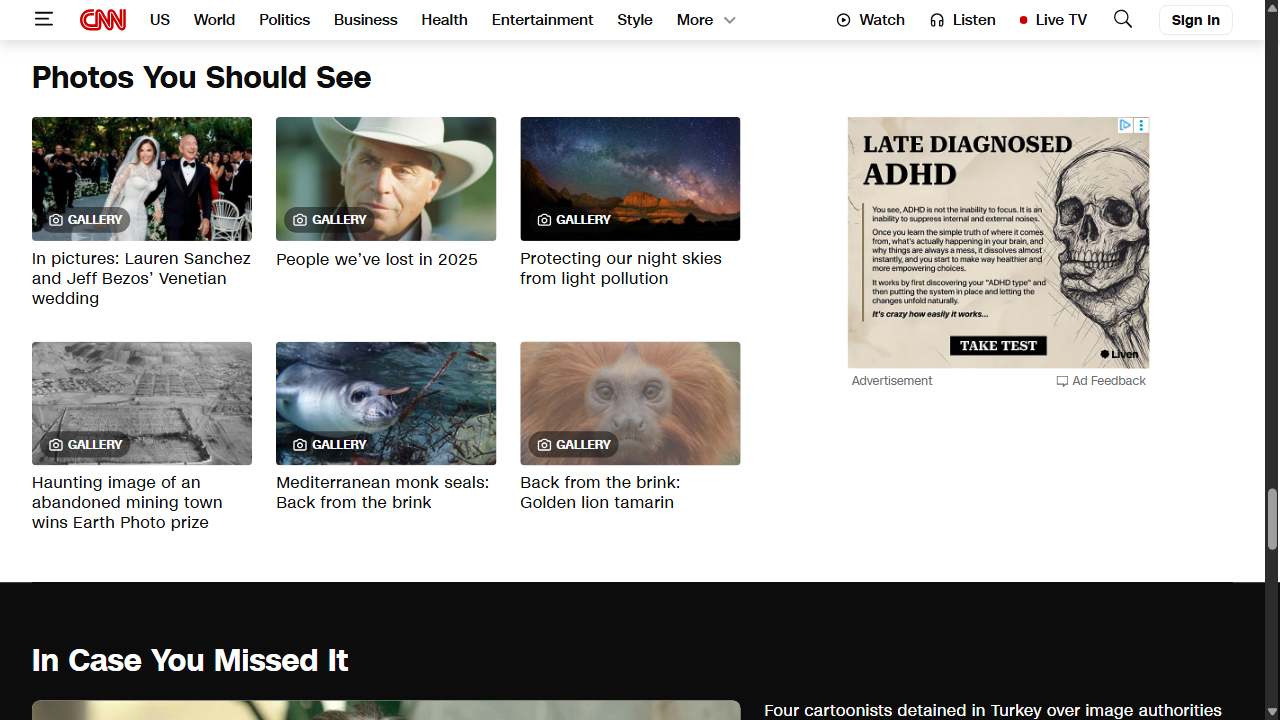 CNN US World Politics Business Health Entertainment Style More Watch Listen Live TV Sign In
Photos You Should See
GALLERY
In pictures: Lauren Sanchez
and Jeff Bezos’ Venetian
wedding
GALLERY
People we’ve lost in 2025
GALLERY
Protecting our night skies
from light pollution
GALLERY
Haunting image of an
abandoned mining town
wins Earth Photo prize
GALLERY
Mediterranean monk seals:
Back from the brink
GALLERY
Back from the brink:
Golden lion tamarin
LATE DIAGNOSED
ADHD
You see, ADHD is not the inability to focus. It is an
inability to suppress internal and external noises.
Once you learn the simple truth of where it comes
from, what's actually happening in your brain, and
why things are always a mess, it dissolves almost
instantly, and you start to make way healthier and
more empowering choices.
It works by first discovering your "ADHD type" and
then putting the system in place and letting the
changes unfold naturally.
It's crazy how easily it works...
TAKE TEST
Liven
Advertisement Ad Feedback
In Case You Missed It
Four cartoonists detained in Turkey over image authorities